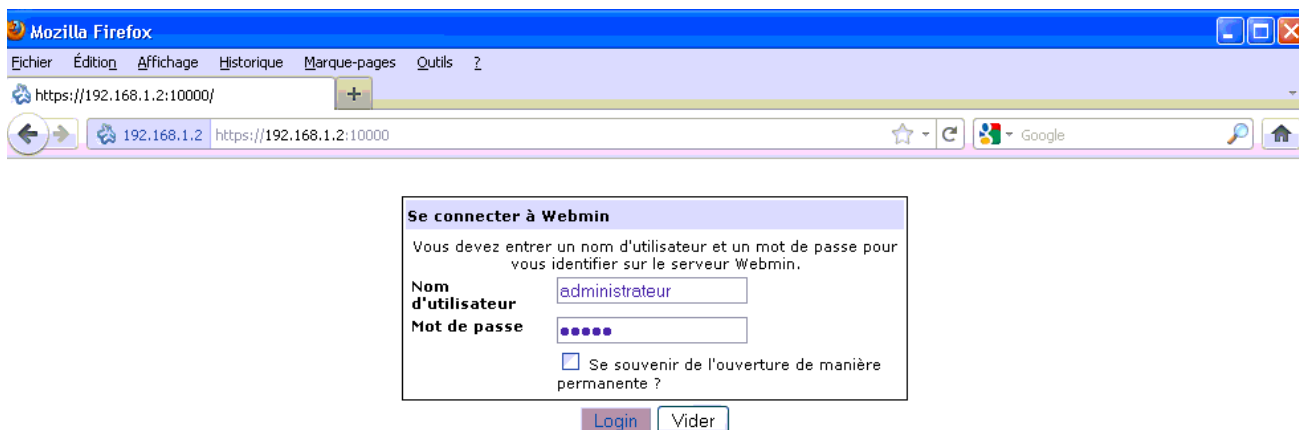 Mozilla Firefox
Fichier Édition Affichage Historique Marque-pages Outils ?
https://192.168.1.2:10000/ +
192.168.1.2 https://192.168.1.2:10000 Google
Se connecter à Webmin
Vous devez entrer un nom d'utilisateur et un mot de passe pour
vous identifier sur le serveur Webmin.
Nom
d'utilisateur administrateur
Mot de passe •••••
Se souvenir de l'ouverture de manière
permanente ?
Login Vider